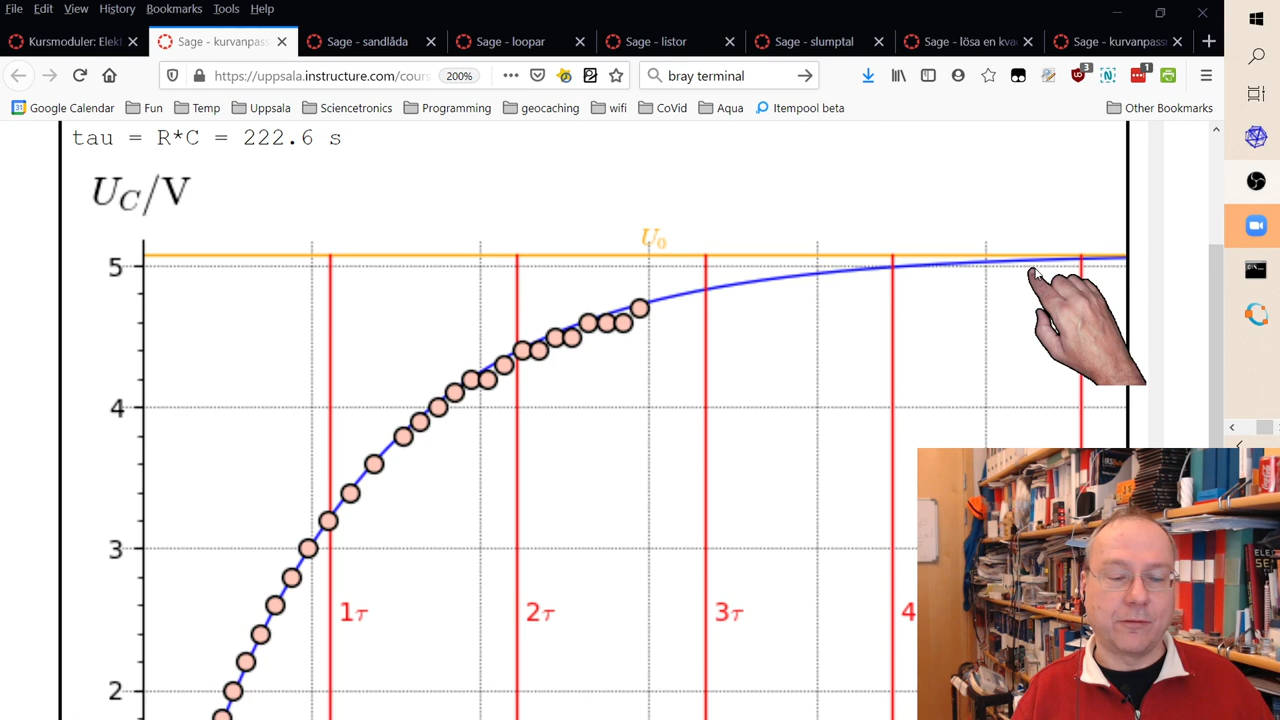 File Edit View History Bookmarks Tools Help
Kursmoduler: Elekt
Sage - kurvanpass
Sage - sandlåda
Sage - loopar
Sage - listor
Sage - slumptal
Sage - lösa en kva
Sage - kurvanpass
https://uppsala.instructure.com/cours
200%
bray terminal
3
1
Google Calendar
Fun
Temp
Uppsala
Sciencetronics
Programming
geocaching
wifi
CoVid
Aqua
Itempool beta
Other Bookmarks
tau = R*C = 222.6 s
U_C/V
U_0
5
4
3
1τ
2τ
3τ
4
2